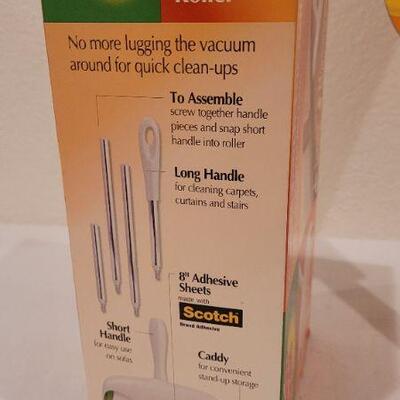 Roller
No more lugging the vacuum
around for quick clean-ups
To Assemble
screw together handle
pieces and snap short
handle into roller
Long Handle
for cleaning carpets,
curtains and stairs
8" Adhesive
Sheets
made with
Scotch
Brand Adhesive
Short
Handle
for easy use
on sofas
Caddy
for convenient
stand-up storage